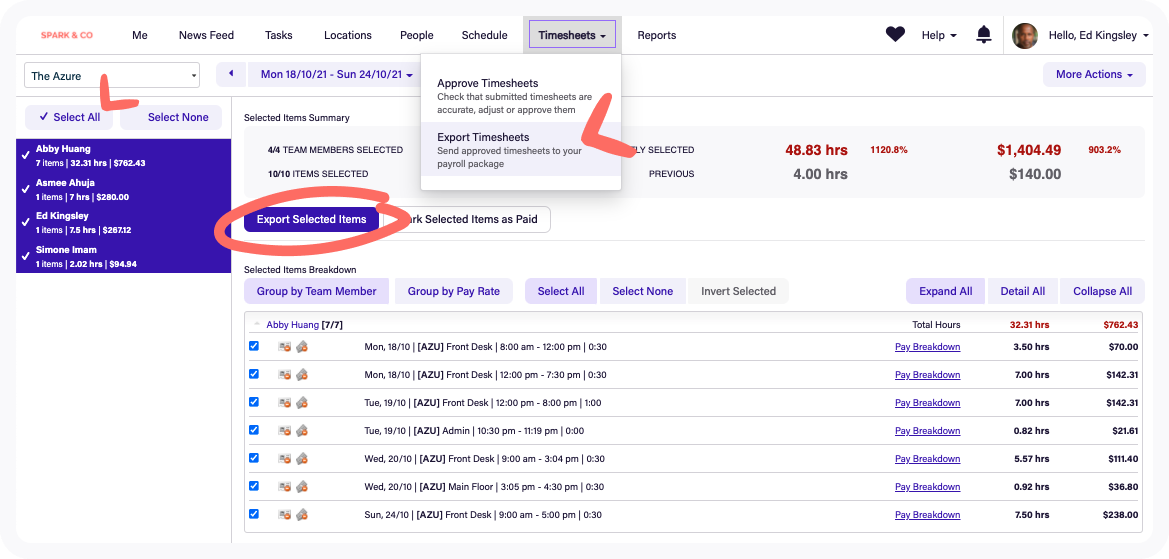 SPARK & CO
Me
News Feed
Tasks
Locations
People
Schedule
Timesheets
Reports
Help
Hello, Ed Kingsley
The Azure
Mon 18/10/21 - Sun 24/10/21
More Actions
Approve Timesheets
Check that submitted timesheets are
accurate, adjust or approve them
Export Timesheets
Send approved timesheets to your
payroll package
Select All
Select None
Abby Huang
7 items | 32.31 hrs | $762.43
Asmee Ahuja
1 items | 7 hrs | $280.00
Ed Kingsley
1 items | 7.5 hrs | $267.12
Simone Imam
1 items | 2.02 hrs | $94.94
Selected Items Summary
4/4 TEAM MEMBERS SELECTED
SELECTED
48.83 hrs
1120.8%
$1,404.49
903.2%
10/10 ITEMS SELECTED
PREVIOUS
4.00 hrs
$140.00
Export Selected Items
Selected Items as Paid
Selected Items Breakdown
Group by Team Member
Group by Pay Rate
Select All
Select None
Invert Selected
Expand All
Detail All
Collapse All
Abby Huang [7/7]
Total Hours
32.31 hrs
$762.43
Mon, 18/10 | [AZU] Front Desk | 8:00 am - 12:00 pm | 0:30
Pay Breakdown
3.50 hrs
$70.00
Mon, 18/10 | [AZU] Front Desk | 12:00 pm - 7:30 pm | 0:30
Pay Breakdown
7.00 hrs
$142.31
Tue, 19/10 | [AZU] Front Desk | 12:00 pm - 8:00 pm | 1:00
Pay Breakdown
7.00 hrs
$142.31
Tue, 19/10 | [AZU] Admin | 10:30 pm - 11:19 pm | 0:00
Pay Breakdown
0.82 hrs
$21.61
Wed, 20/10 | [AZU] Front Desk | 9:00 am - 3:04 pm | 0:30
Pay Breakdown
5.57 hrs
$111.40
Wed, 20/10 | [AZU] Main Floor | 3:05 pm - 4:30 pm | 0:30
Pay Breakdown
0.92 hrs
$36.80
Sun, 24/10 | [AZU] Front Desk | 9:00 am - 5:00 pm | 0:30
Pay Breakdown
7.50 hrs
$238.00